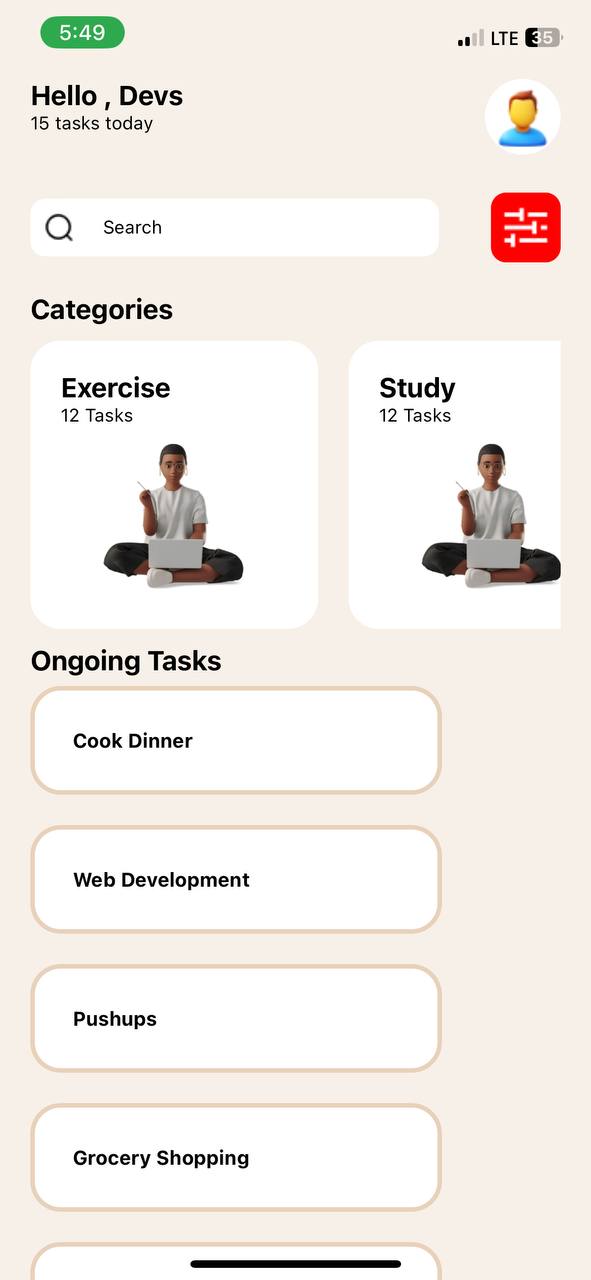 5:49
LTE 35
Hello , Devs
15 tasks today
Search
Categories
Exercise
12 Tasks
Study
12 Tasks
Ongoing Tasks
Cook Dinner
Web Development
Pushups
Grocery Shopping